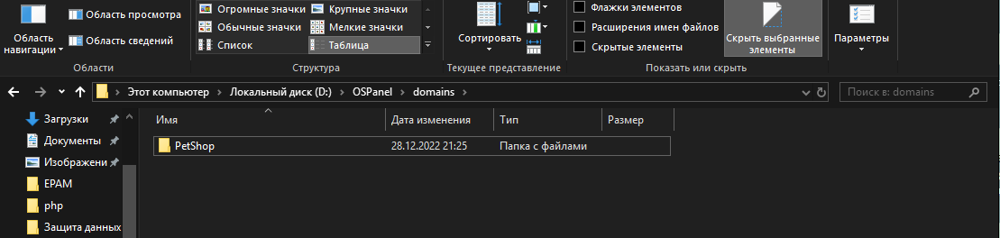 Область навигации
Область просмотра
Область сведений
Области
Огромные значки
Крупные значки
Обычные значки
Мелкие значки
Список
Таблица
Структура
Сортировать
Текущее представление
Флажки элементов
Расширения имен файлов
Скрытые элементы
Скрыть выбранные элементы
Показать или скрыть
Параметры
Этот компьютер > Локальный диск (D:) > OSPanel > domains >
Поиск в: domains
Загрузки
Документы
Изображени
EPAM
php
Защита данных
Имя Дата изменения Тип Размер
PetShop 28.12.2022 21:25 Папка с файлами